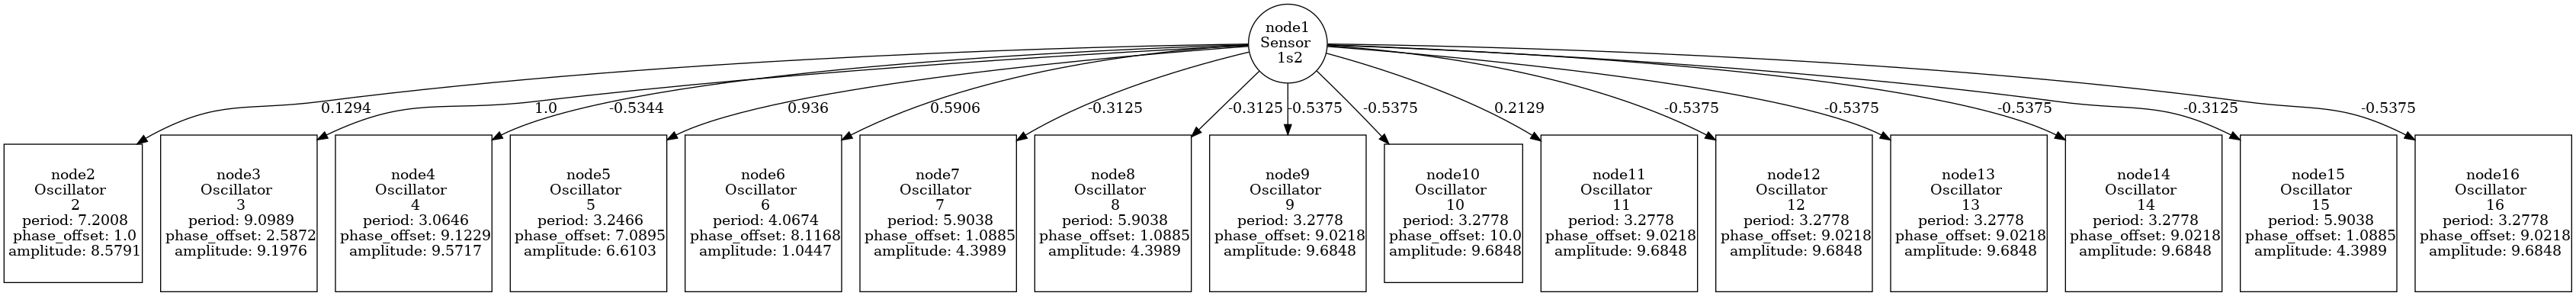 node1
Sensor
1s2
0.1294
1.0
-0.5344
0.936
0.5906
-0.3125
-0.3125
-0.5375
-0.5375
0.2129
-0.5375
-0.5375
-0.5375
-0.3125
-0.5375
node2
Oscillator
2
period: 7.2008
phase_offset: 1.0
amplitude: 8.5791
node3
Oscillator
3
period: 9.0989
phase_offset: 2.5872
amplitude: 9.1976
node4
Oscillator
4
period: 3.0646
phase_offset: 9.1229
amplitude: 9.5717
node5
Oscillator
5
period: 3.2466
phase_offset: 7.0895
amplitude: 6.6103
node6
Oscillator
6
period: 4.0674
phase_offset: 8.1168
amplitude: 1.0447
node7
Oscillator
7
period: 5.9038
phase_offset: 1.0885
amplitude: 4.3989
node8
Oscillator
8
period: 5.9038
phase_offset: 1.0885
amplitude: 4.3989
node9
Oscillator
9
period: 3.2778
phase_offset: 9.0218
amplitude: 9.6848
node10
Oscillator
10
period: 3.2778
phase_offset: 10.0
amplitude: 9.6848
node11
Oscillator
11
period: 3.2778
phase_offset: 9.0218
amplitude: 9.6848
node12
Oscillator
12
period: 3.2778
phase_offset: 9.0218
amplitude: 9.6848
node13
Oscillator
13
period: 3.2778
phase_offset: 9.0218
amplitude: 9.6848
node14
Oscillator
14
period: 3.2778
phase_offset: 9.0218
amplitude: 9.6848
node15
Oscillator
15
period: 5.9038
phase_offset: 1.0885
amplitude: 4.3989
node16
Oscillator
16
period: 3.2778
phase_offset: 9.0218
amplitude: 9.6848